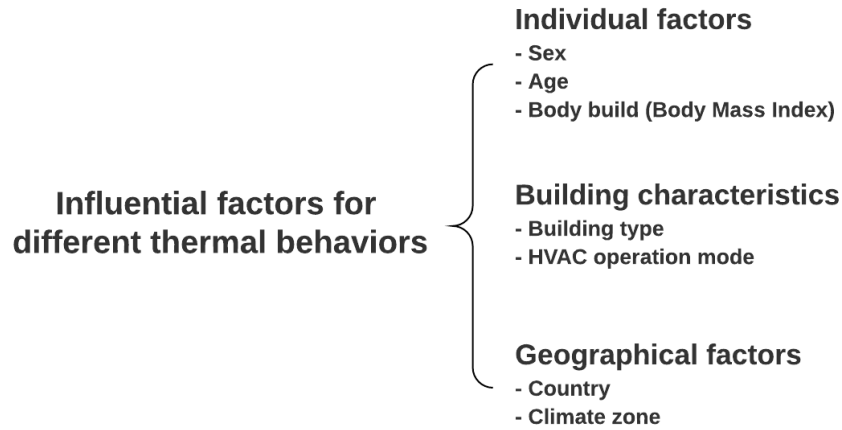 Influential factors for
different thermal behaviors
Individual factors
- Sex
- Age
- Body build (Body Mass Index)
Building characteristics
- Building type
- HVAC operation mode
Geographical factors
- Country
- Climate zone